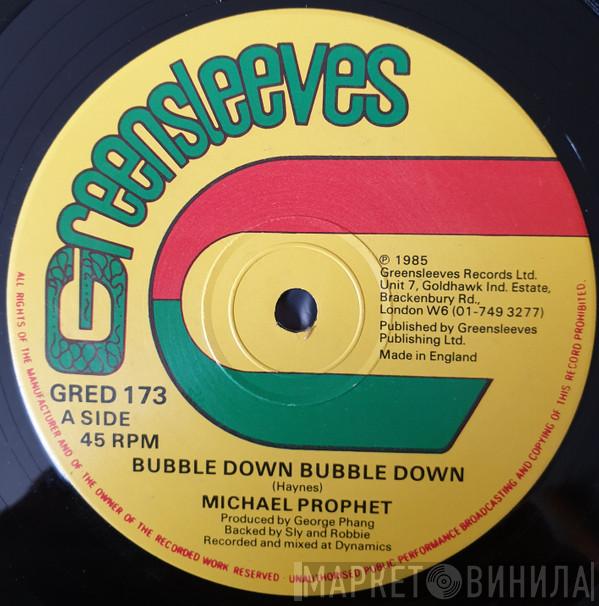 Greensleeves
℗ 1985
Greensleeves Records Ltd.
Unit 7, Goldhawk Ind. Estate,
Brackenbury Rd.,
London W6 (01-749 3277)
Published by Greensleeves
Publishing Ltd.
Made in England
GRED 173
A SIDE
45 RPM
BUBBLE DOWN BUBBLE DOWN
(Haynes)
MICHAEL PROPHET
Produced by George Phang
Backed by Sly and Robbie
Recorded and mixed at Dynamics
ALL RIGHTS OF THE MANUFACTURER AND OF THE OWNER OF THE RECORDED WORK RESERVED · UNAUTHORISED PUBLIC PERFORMANCE BROADCASTING AND COPYING OF THIS RECORD PROHIBITED.
МАРКЕТ ВИНИЛА